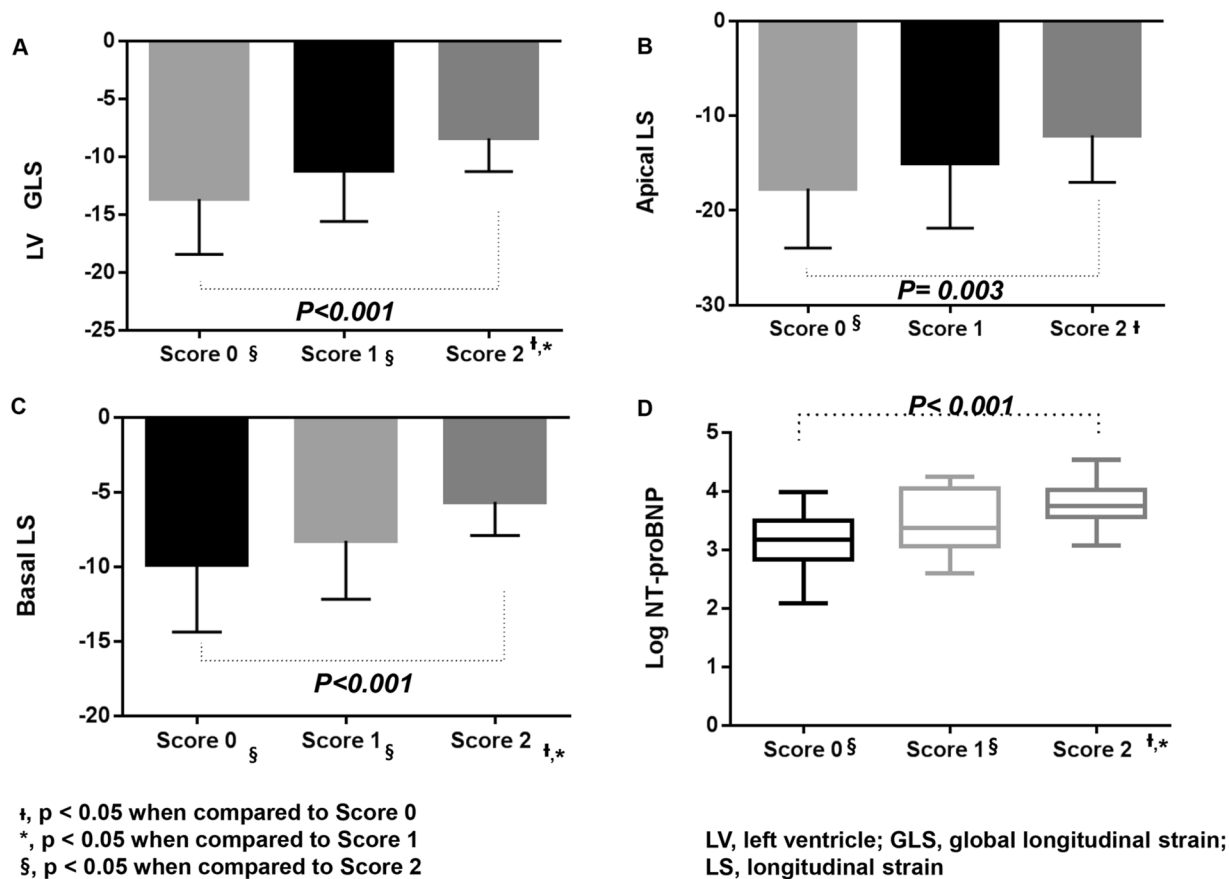 A
LV GLS
0
-5
-10
-15
-20
-25
P<0.001
Score 0 §
Score 1 §
Score 2 ƚ,*
B
Apical LS
0
-10
-20
-30
P= 0.003
Score 0 §
Score 1
Score 2 ƚ
C
Basal LS
0
-5
-10
-15
-20
P<0.001
Score 0 §
Score 1 §
Score 2 ƚ,*
D
Log NT-proBNP
P< 0.001
5
4
3
2
1
0
Score 0 §
Score 1 §
Score 2 ƚ,*
ƚ, p < 0.05 when compared to Score 0
*, p < 0.05 when compared to Score 1
§, p < 0.05 when compared to Score 2
LV, left ventricle; GLS, global longitudinal strain;
LS, longitudinal strain